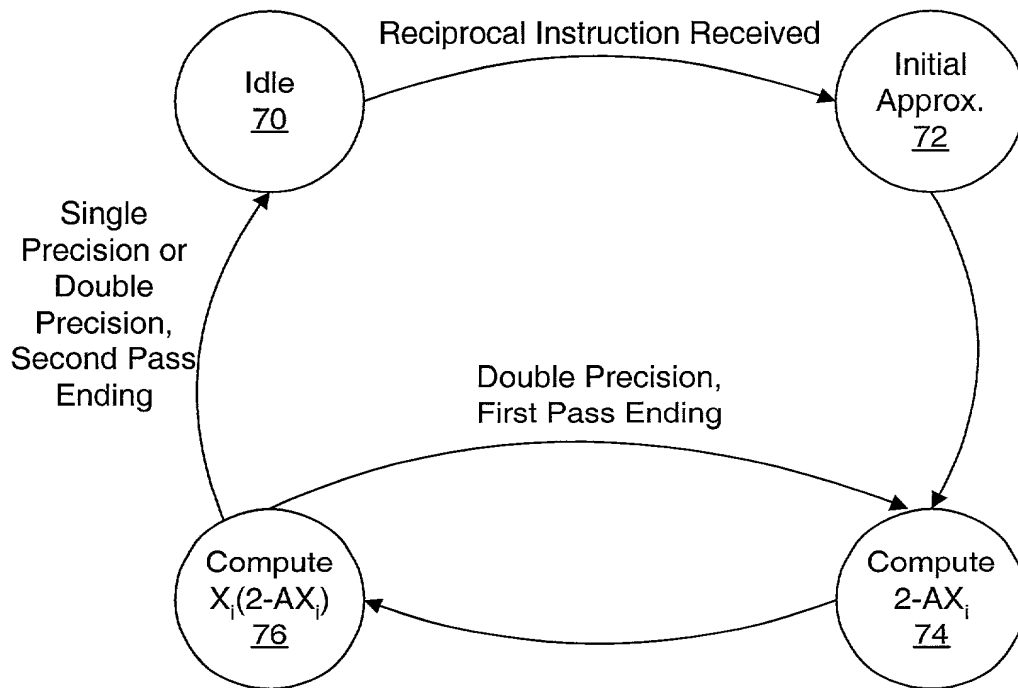 Reciprocal Instruction Received
Idle
70
Initial
Approx.
72
Single
Precision or
Double
Precision,
Second Pass
Ending
Double Precision,
First Pass Ending
Compute
Xᵢ(2-AXᵢ)
76
Compute
2-AXᵢ
74